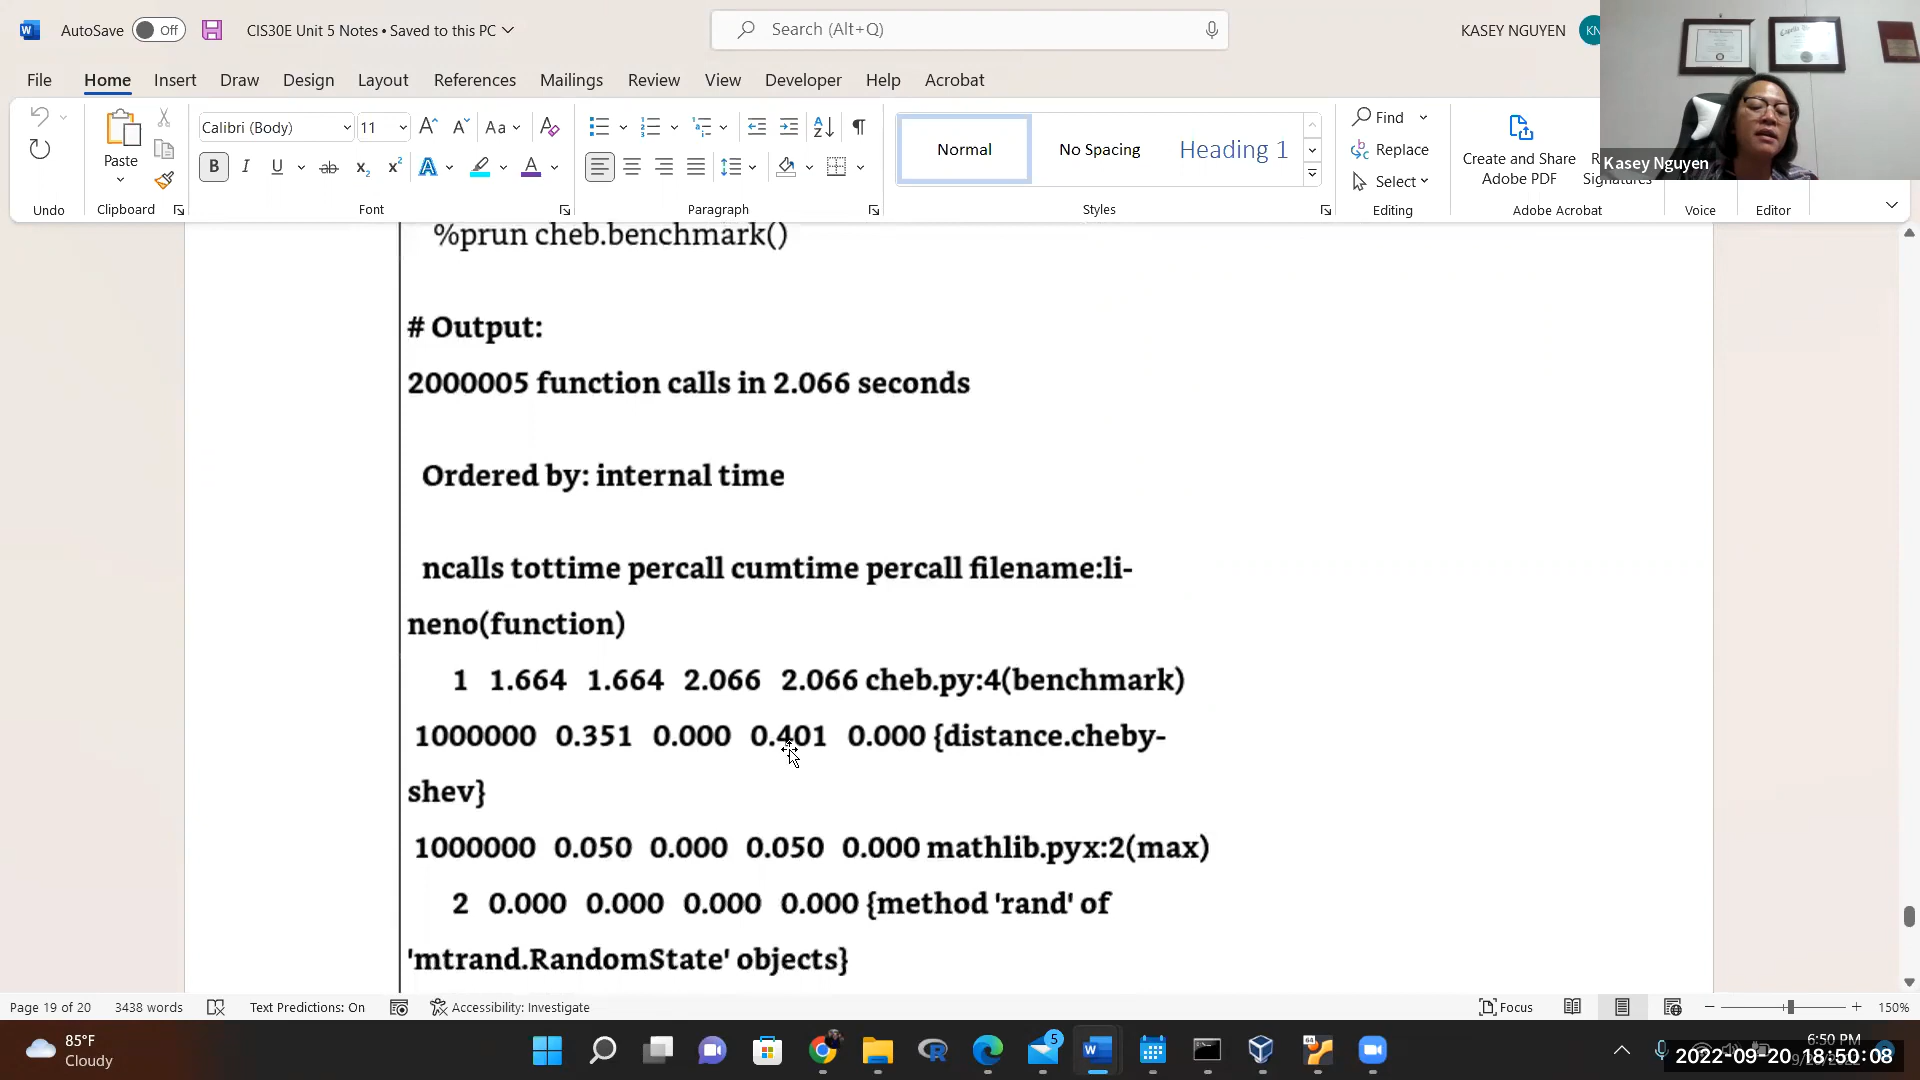 AutoSave Off CIS30E Unit 5 Notes • Saved to this PC Search (Alt+Q) KASEY NGUYEN KN
File Home Insert Draw Design Layout References Mailings Review View Developer Help Acrobat
Calibri (Body) 11 Aa Find
Paste B I U ab x₂ x² A A Normal No Spacing Heading 1 Replace Create and Share
Adobe PDF
Signatures
Select
Kasey Nguyen
Undo Clipboard Font Paragraph Styles Editing Adobe Acrobat Voice Editor
%prun cheb.benchmark()
# Output:
2000005 function calls in 2.066 seconds
Ordered by: internal time
ncalls tottime percall cumtime percall filename:li-
neno(function)
1 1.664 1.664 2.066 2.066 cheb.py:4(benchmark)
1000000 0.351 0.000 0.401 0.000 {distance.cheby-
shev}
1000000 0.050 0.000 0.050 0.000 mathlib.pyx:2(max)
2 0.000 0.000 0.000 0.000 {method 'rand' of
'mtrand.RandomState' objects}
Page 19 of 20 3438 words Text Predictions: On Accessibility: Investigate Focus 150%
85°F
Cloudy
5
64
6:50 PM
2022-09-20 18:50:08